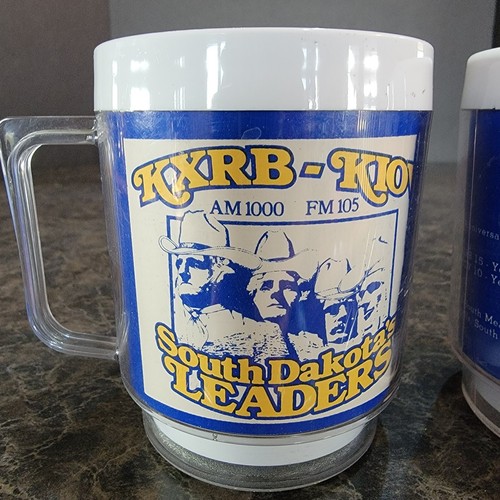 KXRB - KIO
AM 1000 FM 105
South Dakota's
LEADERS